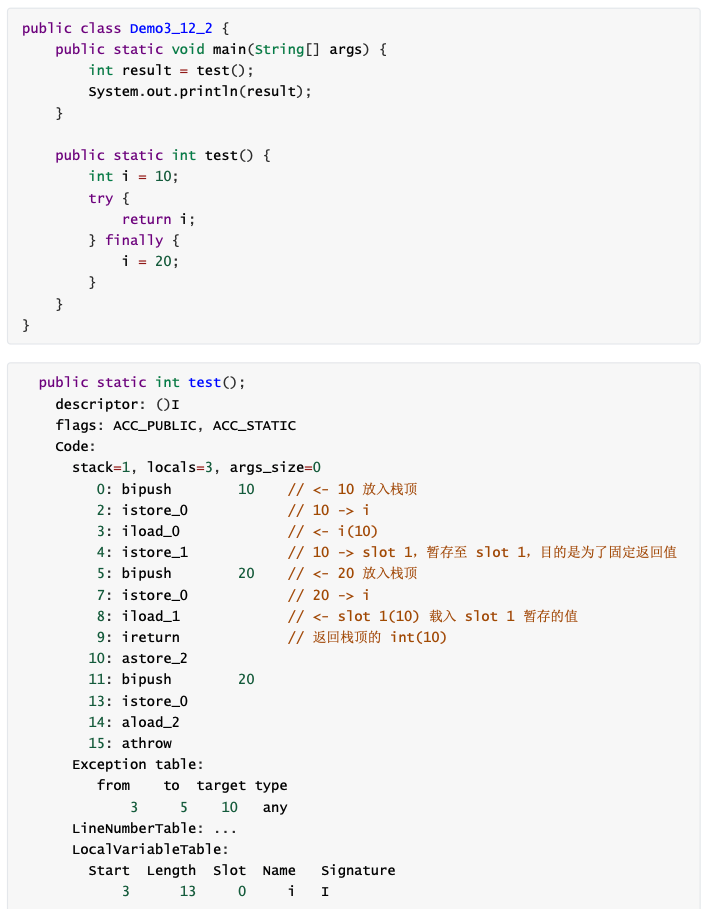 public class Demo3_12_2 {
    public static void main(String[] args) {
        int result = test();
        System.out.println(result);
    }

    public static int test() {
        int i = 10;
        try {
            return i;
        } finally {
            i = 20;
        }
    }
}

  public static int test();
    descriptor: ()I
    flags: ACC_PUBLIC, ACC_STATIC
    Code:
      stack=1, locals=3, args_size=0
         0: bipush        10    // <- 10 放入栈顶
         2: istore_0            // 10 -> i
         3: iload_0             // <- i(10)
         4: istore_1            // 10 -> slot 1，暂存至 slot 1，目的是为了固定返回值
         5: bipush        20    // <- 20 放入栈顶
         7: istore_0            // 20 -> i
         8: iload_1             // <- slot 1(10) 载入 slot 1 暂存的值
         9: ireturn             // 返回栈顶的 int(10)
        10: astore_2
        11: bipush        20
        13: istore_0
        14: aload_2
        15: athrow
      Exception table:
         from    to  target type
             3     5    10   any
      LineNumberTable: ...
      LocalVariableTable:
        Start  Length  Slot  Name   Signature
            3      13     0     i   I